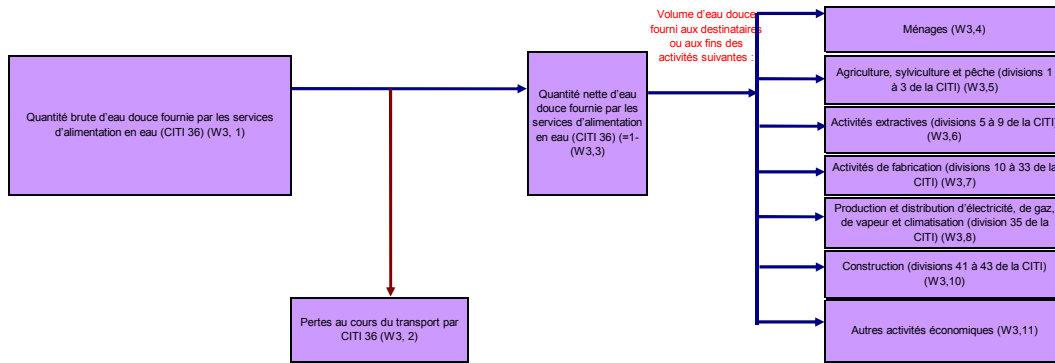 Quantité brute d'eau douce fournie par les services
d'alimentation en eau (CITI 36) (W3, 1)
Pertes au cours du transport par
CITI 36 (W3, 2)
Quantité nette d'eau
douce fournie par les
services d'alimentation
en eau (CITI 36) (=1-
(W3,3)
Volume d'eau douce
fourni aux destinataires
ou aux fins des
activités suivantes :
Ménages (W3,4)
Agriculture, sylviculture et pêche (divisions 1
à 3 de la CITI) (W3,5)
Activités extractives (divisions 5 à 9 de la CITI)
(W3,6)
Activités de fabrication (divisions 10 à 33 de la
CITI) (W3,7)
Production et distribution d'électricité, de gaz,
de vapeur et climatisation (division 35 de la
CITI) (W3,8)
Construction (divisions 41 à 43 de la CITI)
(W3,10)
Autres activités économiques (W3,11)